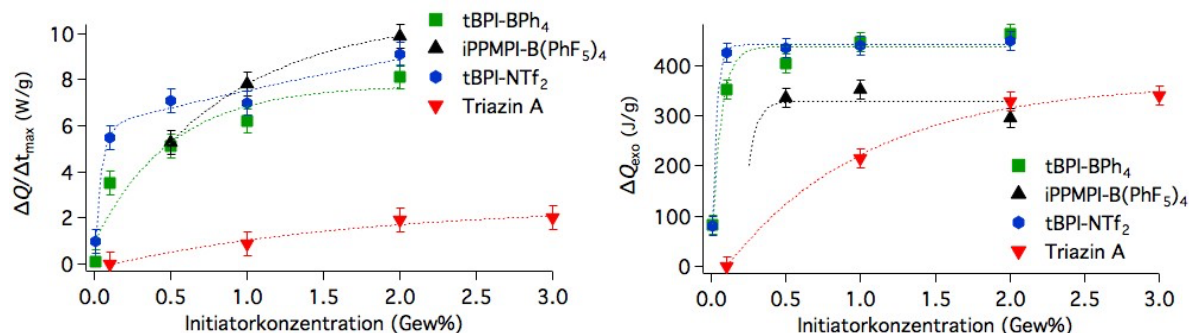 10
8
6
4
2
0
ΔQ/Δt_max (W/g)
tBPI-BPh₄
iPPMPI-B(PhF₅)₄
tBPI-NTf₂
Triazin A
0.0 0.5 1.0 1.5 2.0 2.5 3.0
Initiatorkonzentration (Gew%)
400
300
200
100
0
ΔQ_exo (J/g)
tBPI-BPh₄
iPPMPI-B(PhF₅)₄
tBPI-NTf₂
Triazin A
0.0 0.5 1.0 1.5 2.0 2.5 3.0
Initiatorkonzentration (Gew%)